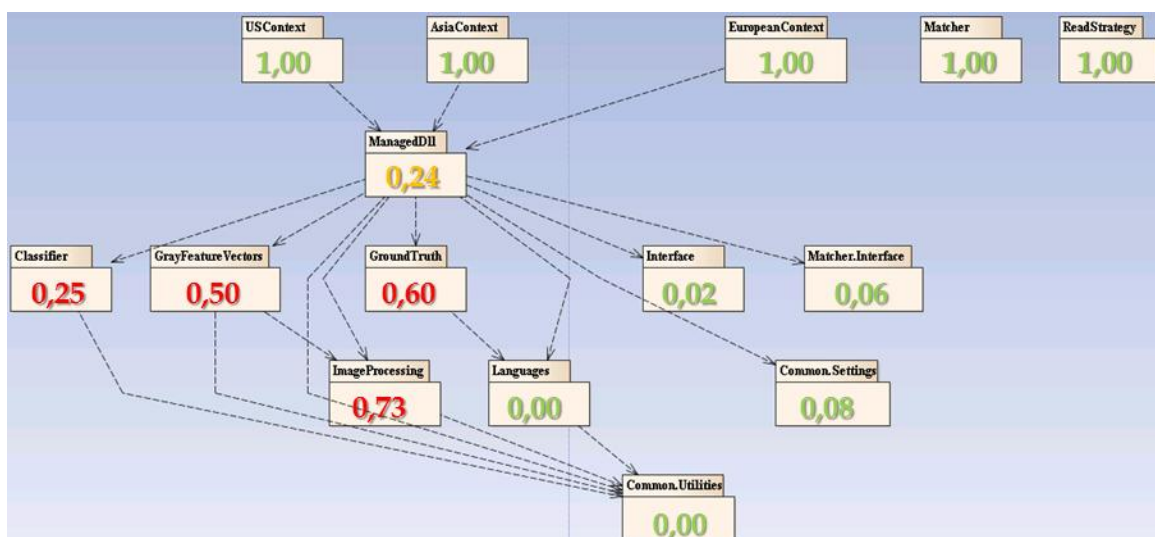 USContext
1,00
AsiaContext
1,00
EuropeanContext
1,00
Matcher
1,00
ReadStrategy
1,00
ManagedDll
0,24
Classifier
0,25
GrayFeatureVectors
0,50
GroundTruth
0,60
Interface
0,02
Matcher.Interface
0,06
ImageProcessing
0,73
Languages
0,00
Common.Settings
0,08
Common.Utilities
0,00